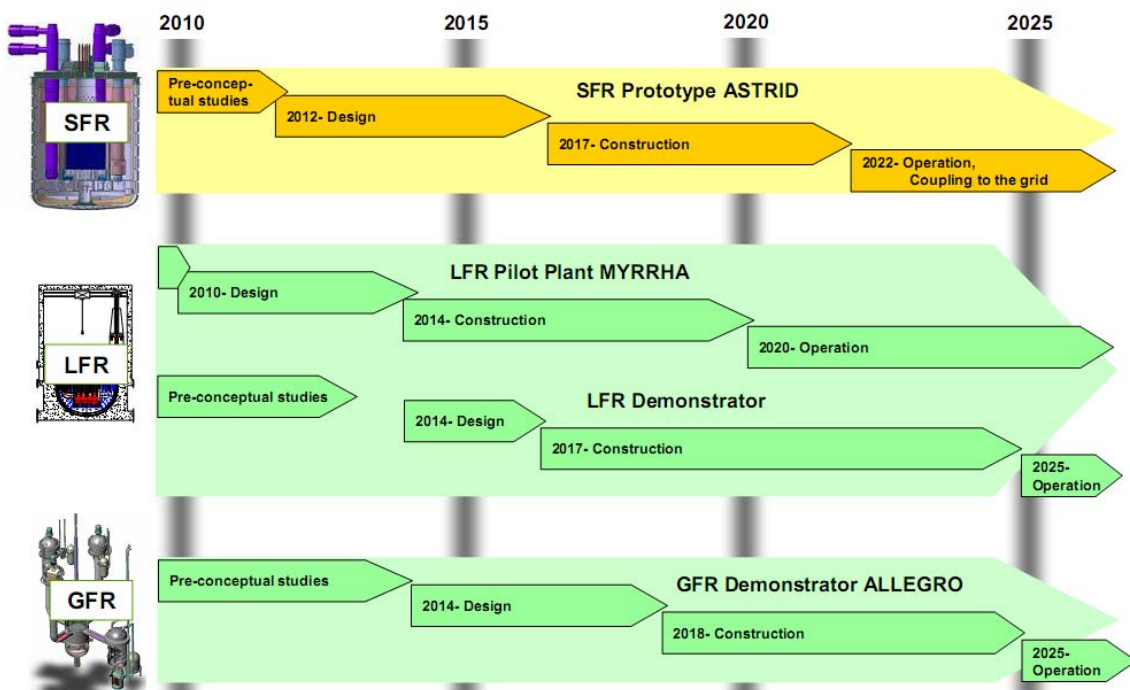 2010
2015
2020
2025
SFR
SFR Prototype ASTRID
Pre-concep-
tual studies
2012- Design
2017- Construction
2022- Operation,
Coupling to the grid
LFR
LFR Pilot Plant MYRRHA
2010- Design
2014- Construction
2020- Operation
LFR Demonstrator
Pre-conceptual studies
2014- Design
2017- Construction
2025-
Operation
GFR
GFR Demonstrator ALLEGRO
Pre-conceptual studies
2014- Design
2018- Construction
2025-
Operation